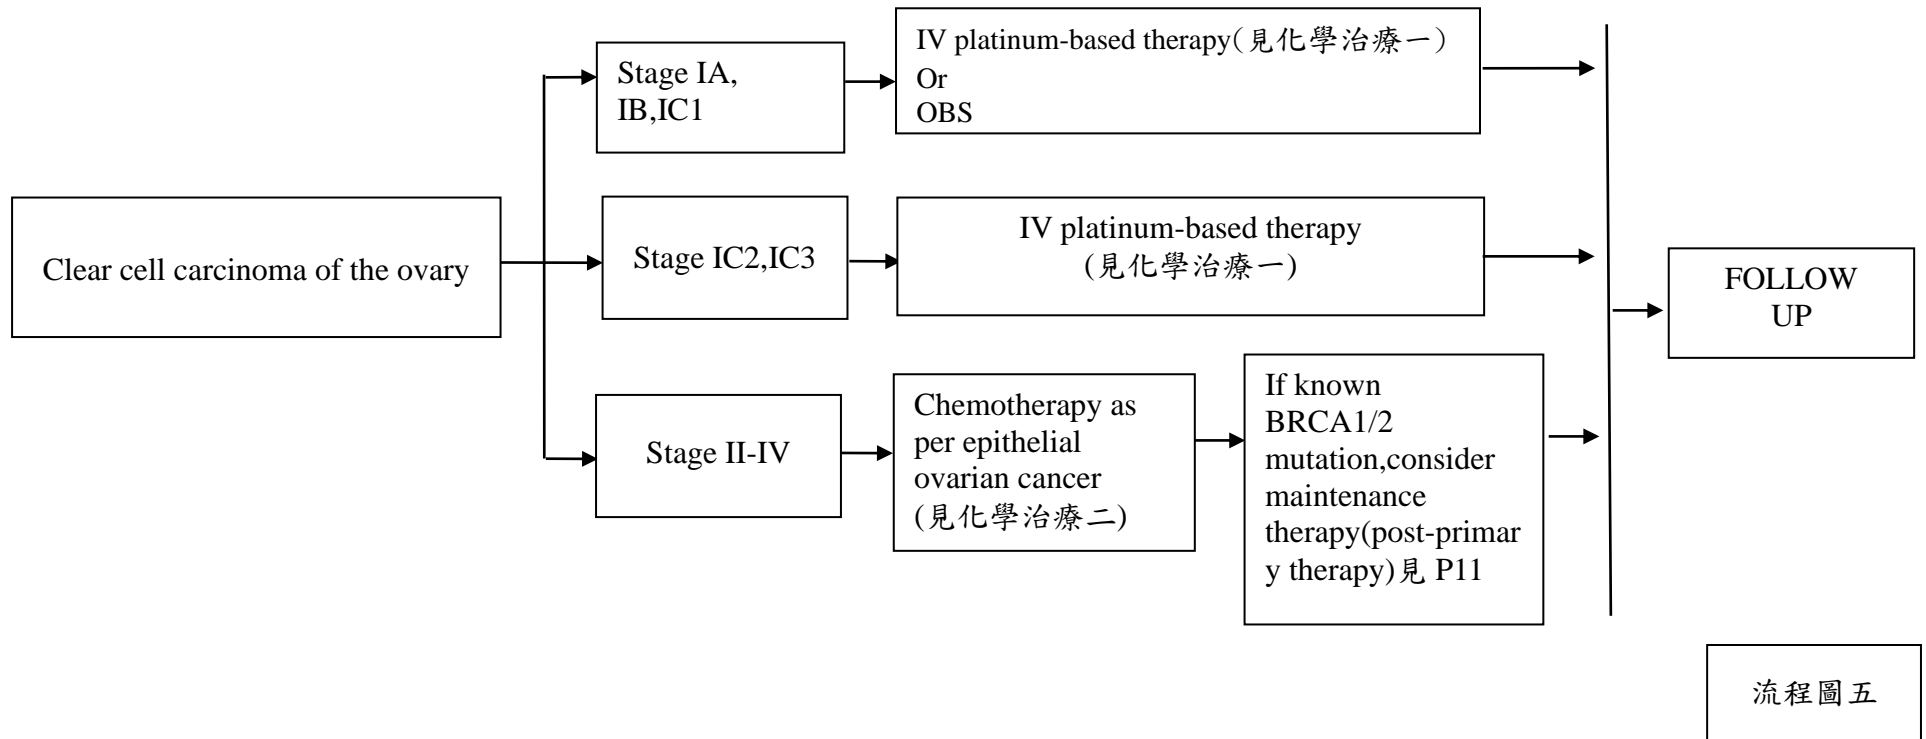 Clear cell carcinoma of the ovary
Stage IA,
IB,IC1
IV platinum-based therapy(見化學治療一)
Or
OBS
Stage IC2,IC3
IV platinum-based therapy
(見化學治療一)
Stage II-IV
Chemotherapy as
per epithelial
ovarian cancer
(見化學治療二)
If known
BRCA1/2
mutation,consider
maintenance
therapy(post-primar
y therapy)見 P11
FOLLOW
UP
流程圖五